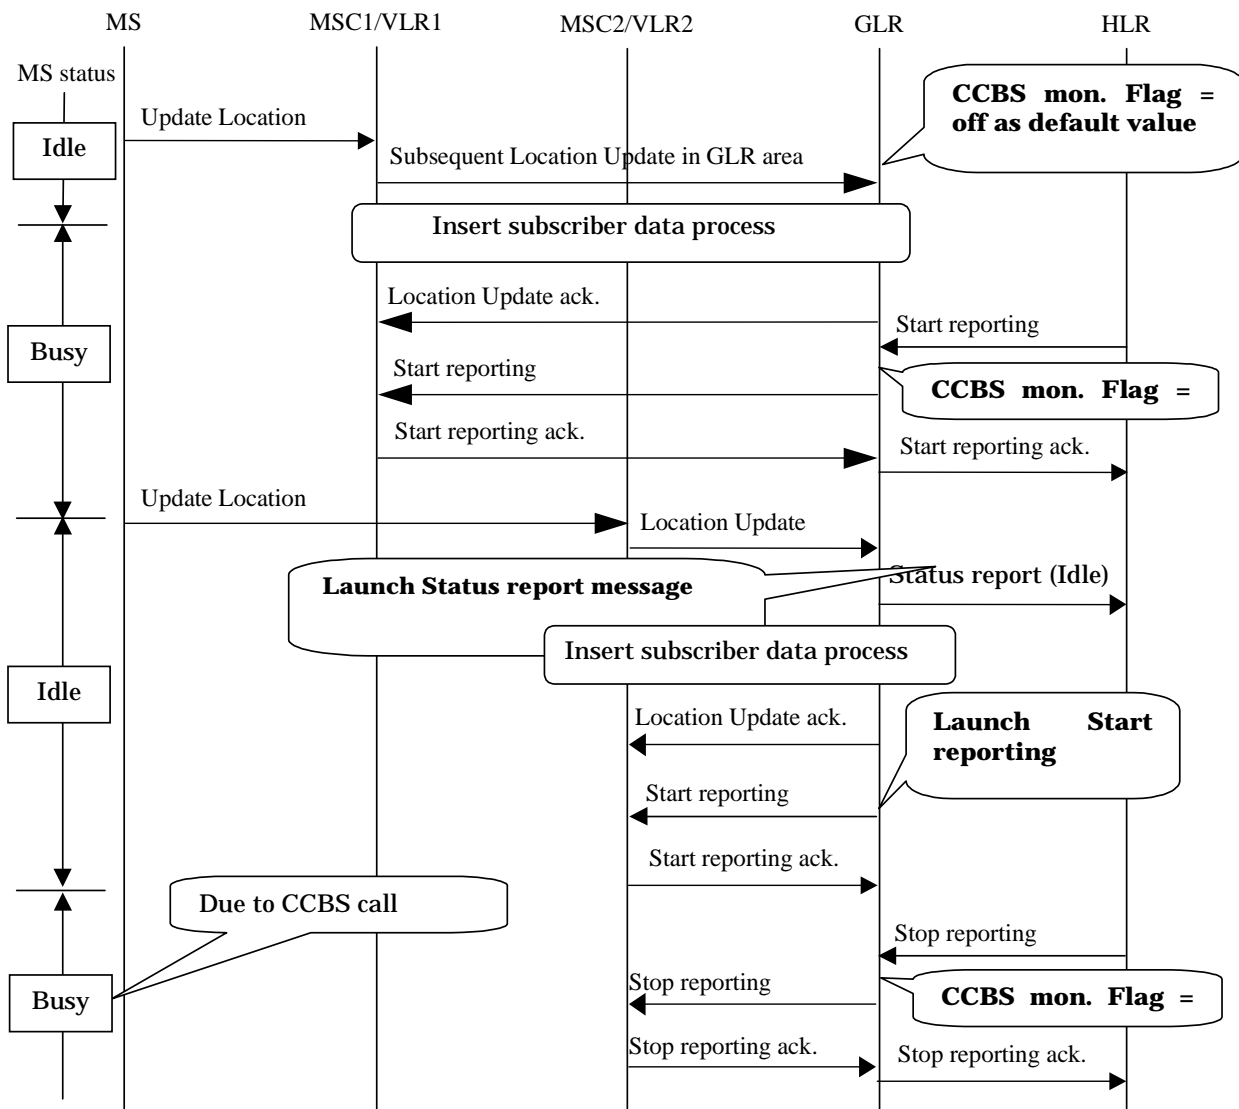 MS MSC1/VLR1 MSC2/VLR2 GLR HLR
MS status
CCBS mon. Flag =
off as default value
Update Location
Idle
Subsequent Location Update in GLR area
Insert subscriber data process
Location Update ack.
Start reporting
Busy
Start reporting
CCBS mon. Flag =
Start reporting ack.
Start reporting ack.
Update Location
Location Update
Launch Status report message
Status report (Idle)
Insert subscriber data process
Idle
Location Update ack.
Launch Start
reporting
Start reporting
Start reporting ack.
Due to CCBS call
Stop reporting
Stop reporting
Busy
CCBS mon. Flag =
Stop reporting ack.
Stop reporting ack.